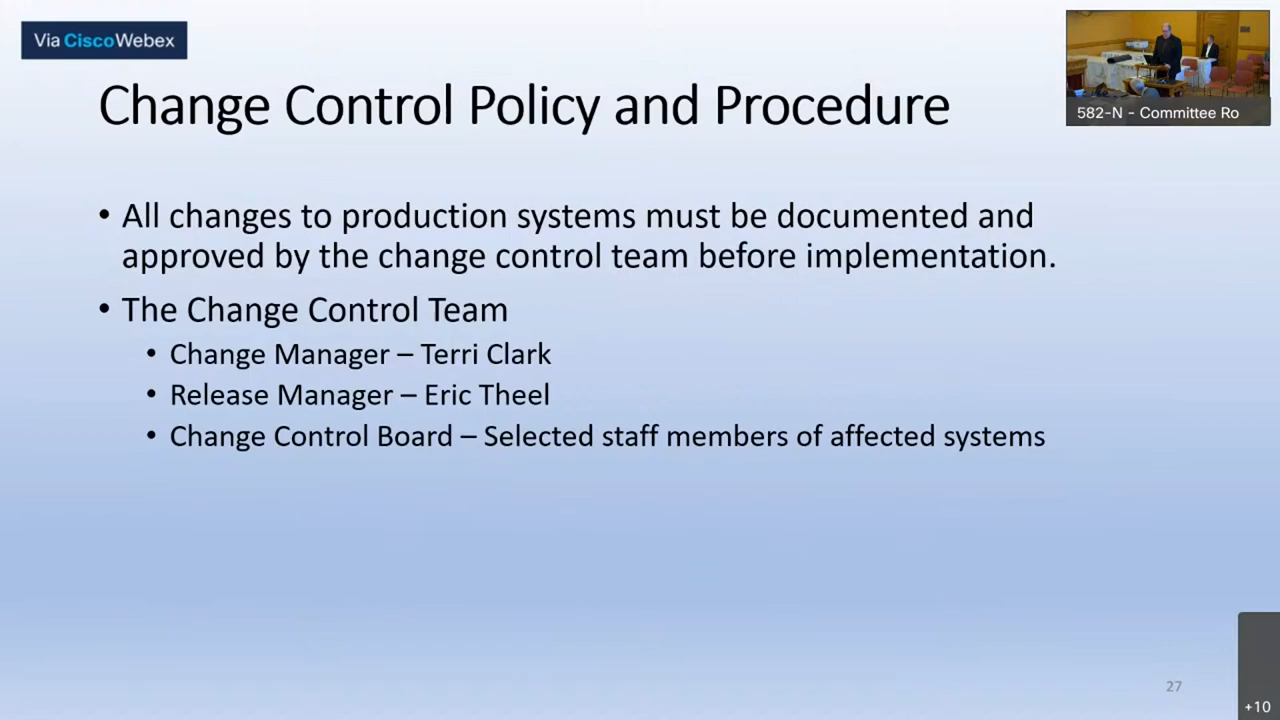 Via Cisco Webex
582-N - Committee Ro
Change Control Policy and Procedure
• All changes to production systems must be documented and
approved by the change control team before implementation.
• The Change Control Team
• Change Manager – Terri Clark
• Release Manager – Eric Theel
• Change Control Board – Selected staff members of affected systems
27
+10